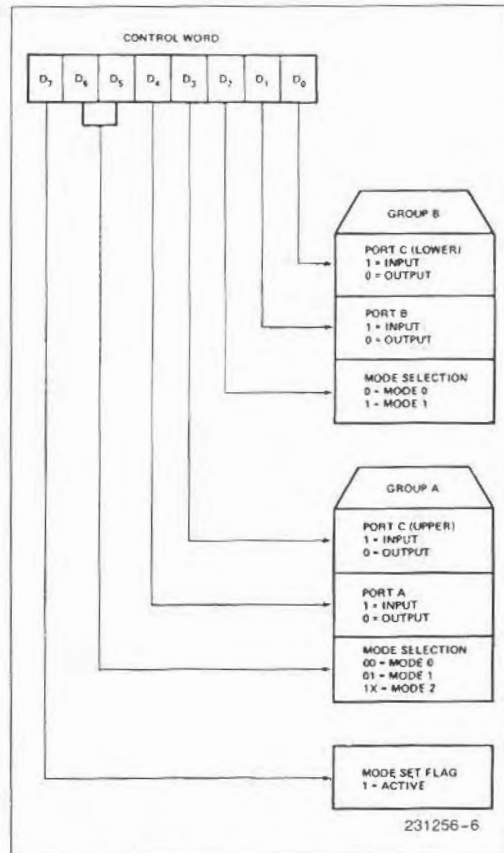 CONTROL WORD
D7 D6 D5 D4 D3 D2 D1 D0
GROUP B
PORT C (LOWER)
1 = INPUT
0 = OUTPUT
PORT B
1 = INPUT
0 = OUTPUT
MODE SELECTION
0 = MODE 0
1 = MODE 1
GROUP A
PORT C (UPPER)
1 = INPUT
0 = OUTPUT
PORT A
1 = INPUT
0 = OUTPUT
MODE SELECTION
00 = MODE 0
01 = MODE 1
1X = MODE 2
MODE SET FLAG
1 = ACTIVE
231256-6